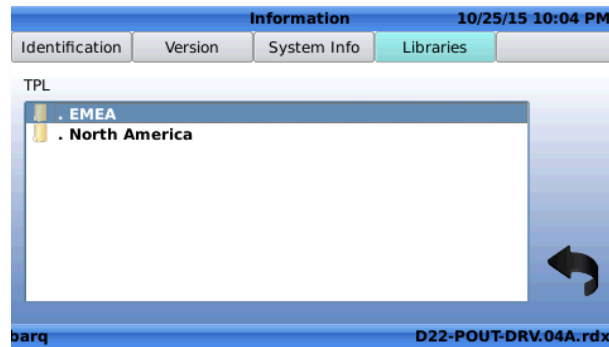 Information 10/25/15 10:04 PM
Identification Version System Info Libraries
TPL
. EMEA
. North America
barq D22-POUT-DRV.04A.rdx